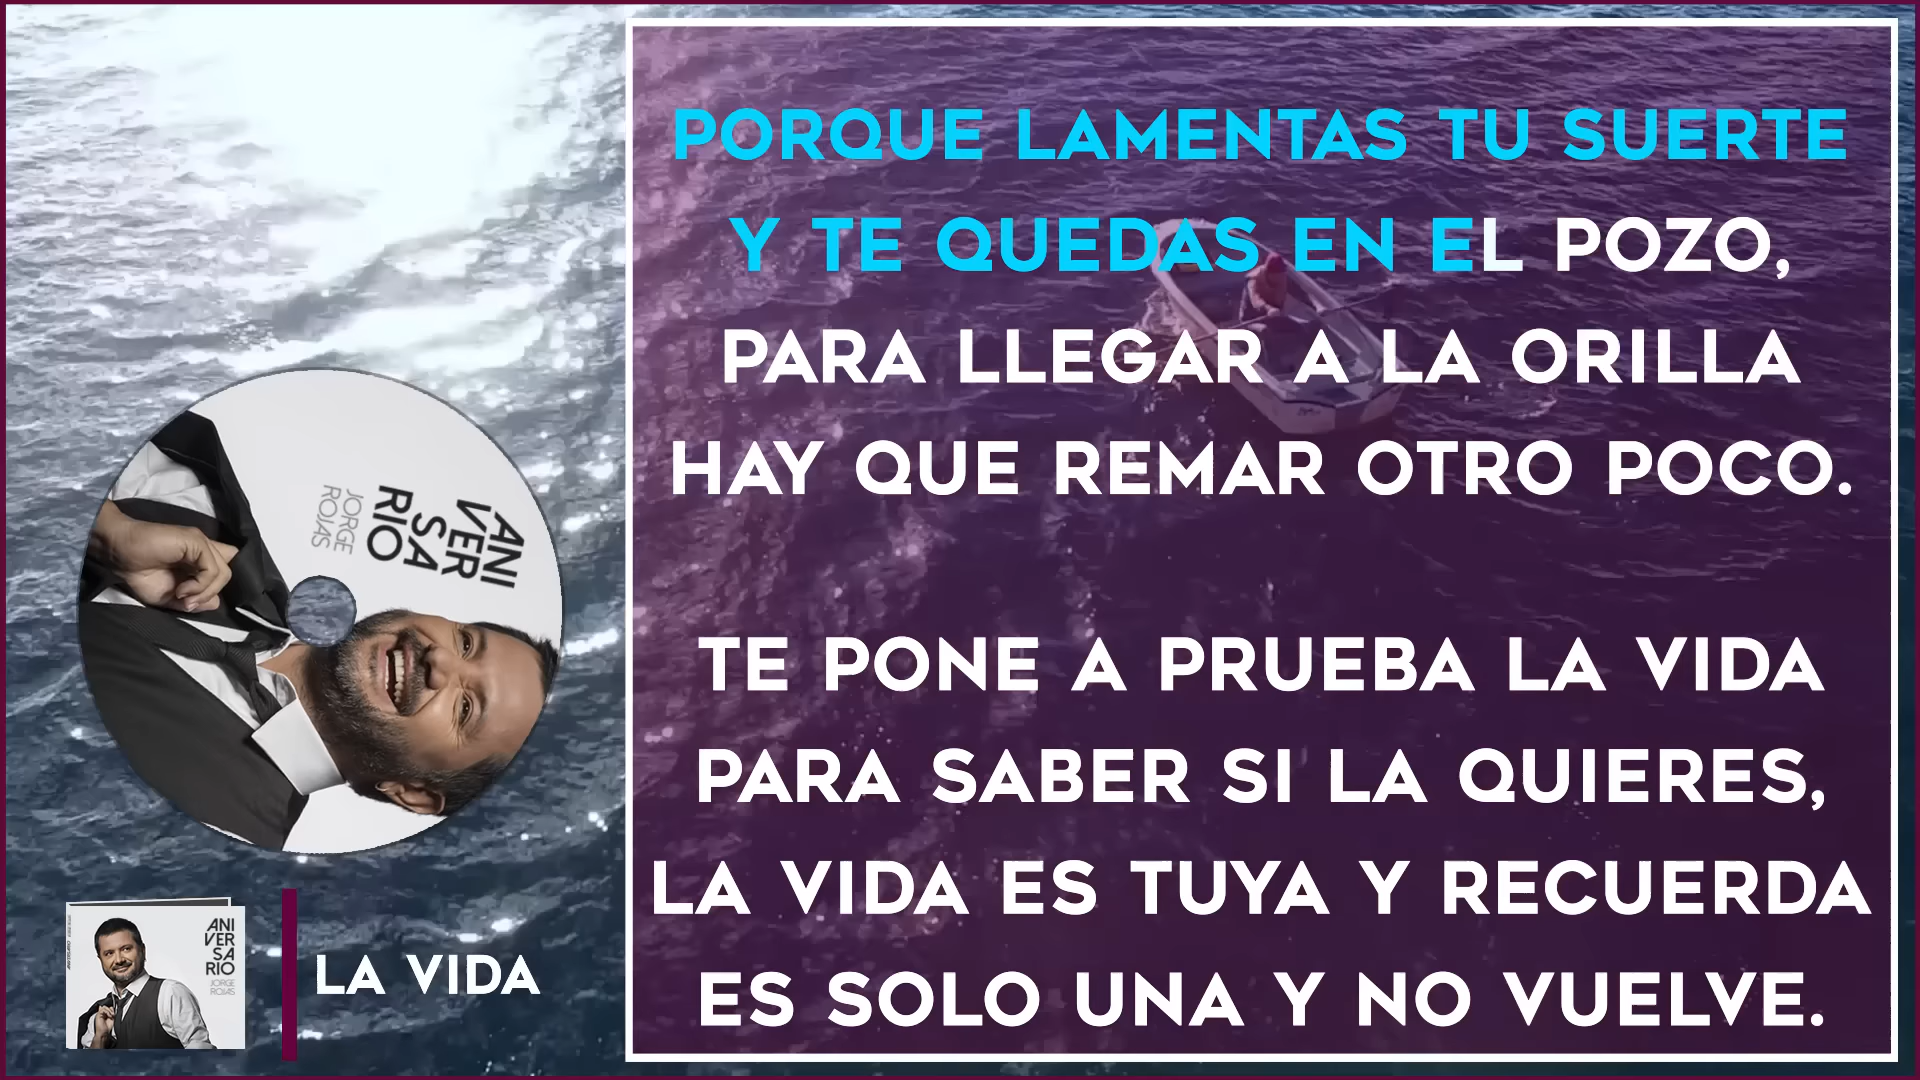 PORQUE LAMENTAS TU SUERTE
Y TE QUEDAS EN EL POZO,
PARA LLEGAR A LA ORILLA
HAY QUE REMAR OTRO POCO.
TE PONE A PRUEBA LA VIDA
PARA SABER SI LA QUIERES,
LA VIDA ES TUYA Y RECUERDA
ES SOLO UNA Y NO VUELVE.
ANI
VER
SA
RIO
JORGE
ROJAS
ANI
VER
SA
RIO
JORGE
ROJAS
LA VIDA